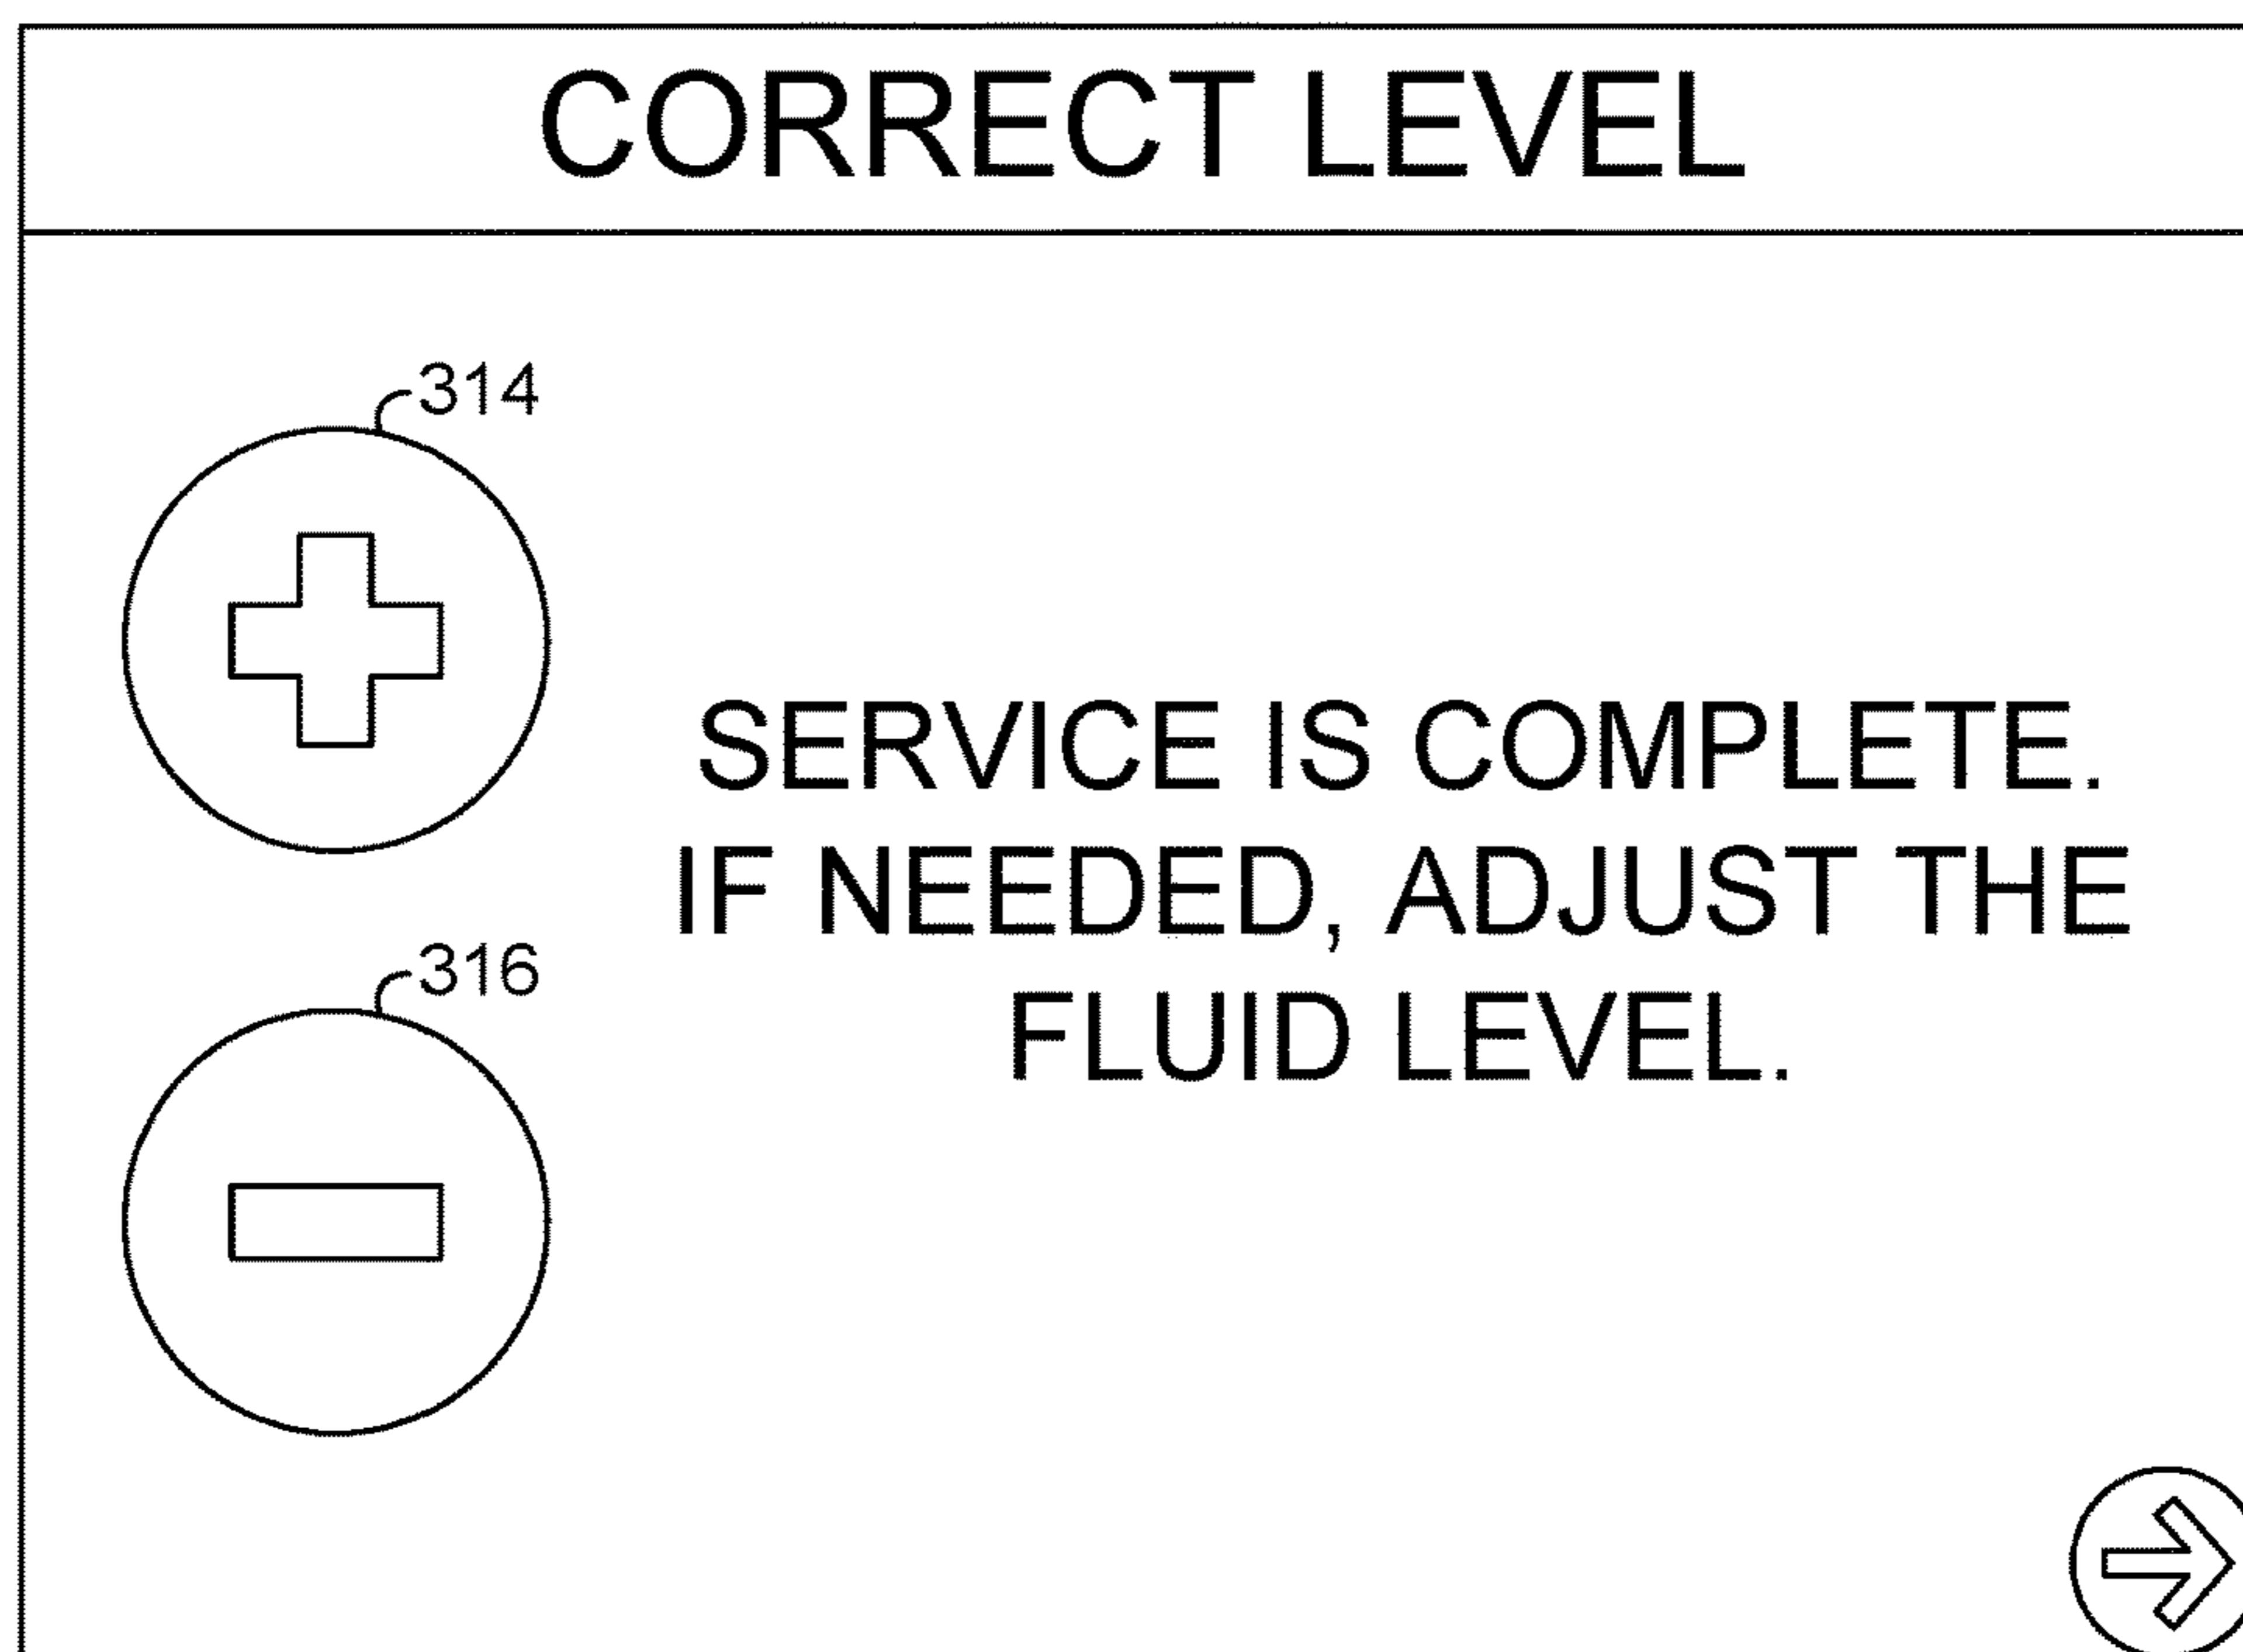 CORRECT LEVEL
314
SERVICE IS COMPLETE.
IF NEEDED, ADJUST THE
316
FLUID LEVEL.